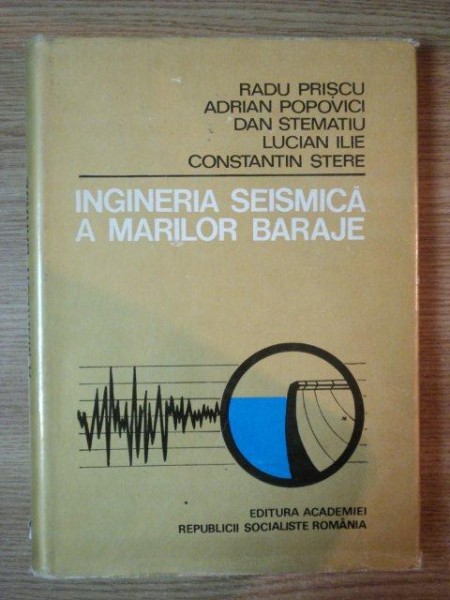 RADU PRIȘCU
ADRIAN POPOVICI
DAN STEMATIU
LUCIAN ILIE
CONSTANTIN STERE
INGINERIA SEISMICĂ
A MARILOR BARAJE
EDITURA ACADEMIEI
REPUBLICII SOCIALISTE ROMÂNIA